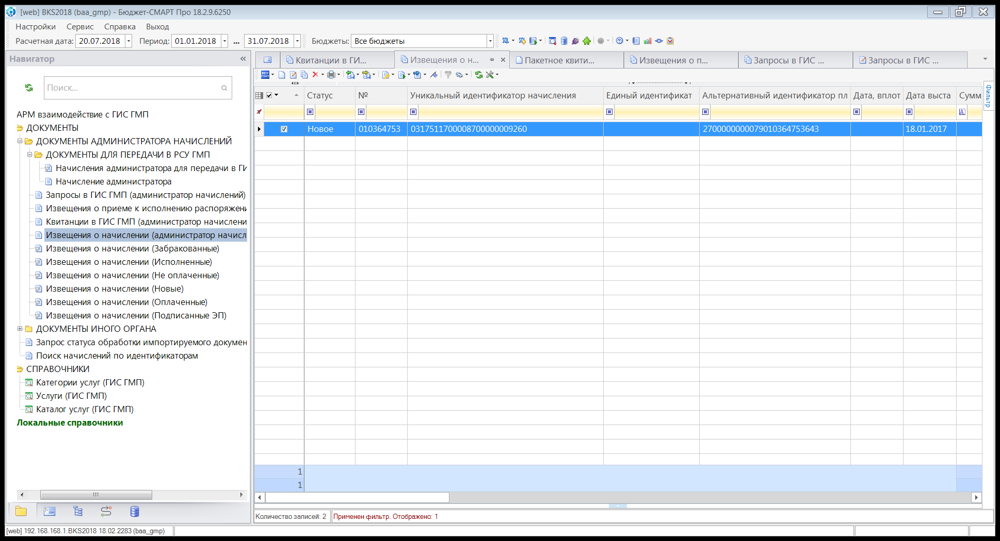 [web] BKS2018 (baa_gmp) - Бюджет-СМАРТ Про 18.2.9.6250
Настройки Сервис Справка Выход
Расчетная дата: 20.07.2018 Период: 01.01.2018 ... 31.07.2018 Бюджеты: Все бюджеты
Навигатор
Поиск...
АРМ взаимодействие с ГИС ГМП
ДОКУМЕНТЫ
ДОКУМЕНТЫ АДМИНИСТРАТОРА НАЧИСЛЕНИЙ
ДОКУМЕНТЫ ДЛЯ ПЕРЕДАЧИ В РСУ ГМП
Начисления администратора для передачи в ГИ
Начисление администратора
Запросы в ГИС ГМП (администратор начислений)
Извещения о приеме к исполнению распоряжени
Квитанции в ГИС ГМП (администратор начислени
Извещения о начислении (администратор начисл
Извещения о начислении (Забракованные)
Извещения о начислении (Исполненные)
Извещения о начислении (Не оплаченные)
Извещения о начислении (Новые)
Извещения о начислении (Оплаченные)
Извещения о начислении (Подписанные ЭП)
ДОКУМЕНТЫ ИНОГО ОРГАНА
Запрос статуса обработки импортируемого докумен
Поиск начислений по идентификаторам
СПРАВОЧНИКИ
Категории услуг (ГИС ГМП)
Услуги (ГИС ГМП)
Каталог услуг (ГИС ГМП)
Локальные справочники
Квитанции в ГИ... Извещения о н... Пакетное квити... Извещения о п... Запросы в ГИС ... Запросы в ГИС ...
РСУ ГМП
Статус № Уникальный идентификатор начисления Единый идентификат Альтернативный идентификатор пл Дата, вплот Дата выста Сумм
Новое 010364753 0317511700008700000009260 2700000000079010364753643 18.01.2017
1
1
Фильтр
Количество записей: 2 Применен фильтр. Отображено: 1
[web] 192.168.168.1.BKS2018 18.02.2283 (baa_gmp)